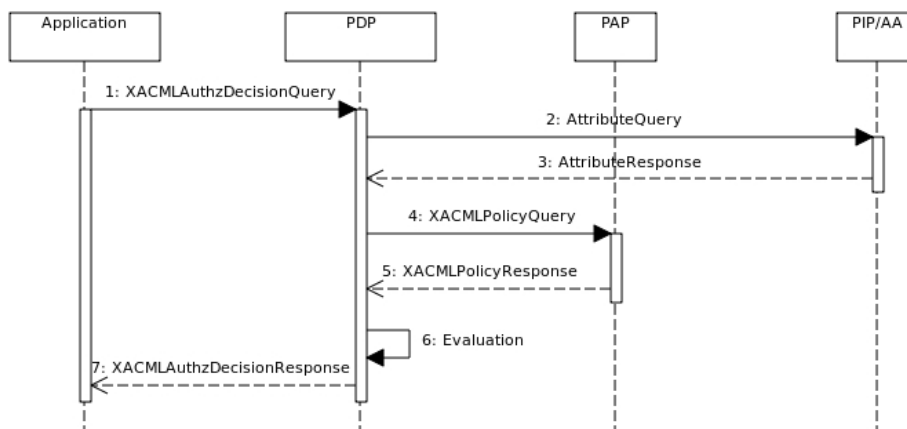 Application
PDP
PAP
PIP/AA
1: XACMLAuthzDecisionQuery
2: AttributeQuery
3: AttributeResponse
4: XACMLPolicyQuery
5: XACMLPolicyResponse
6: Evaluation
7: XACMLAuthzDecisionResponse